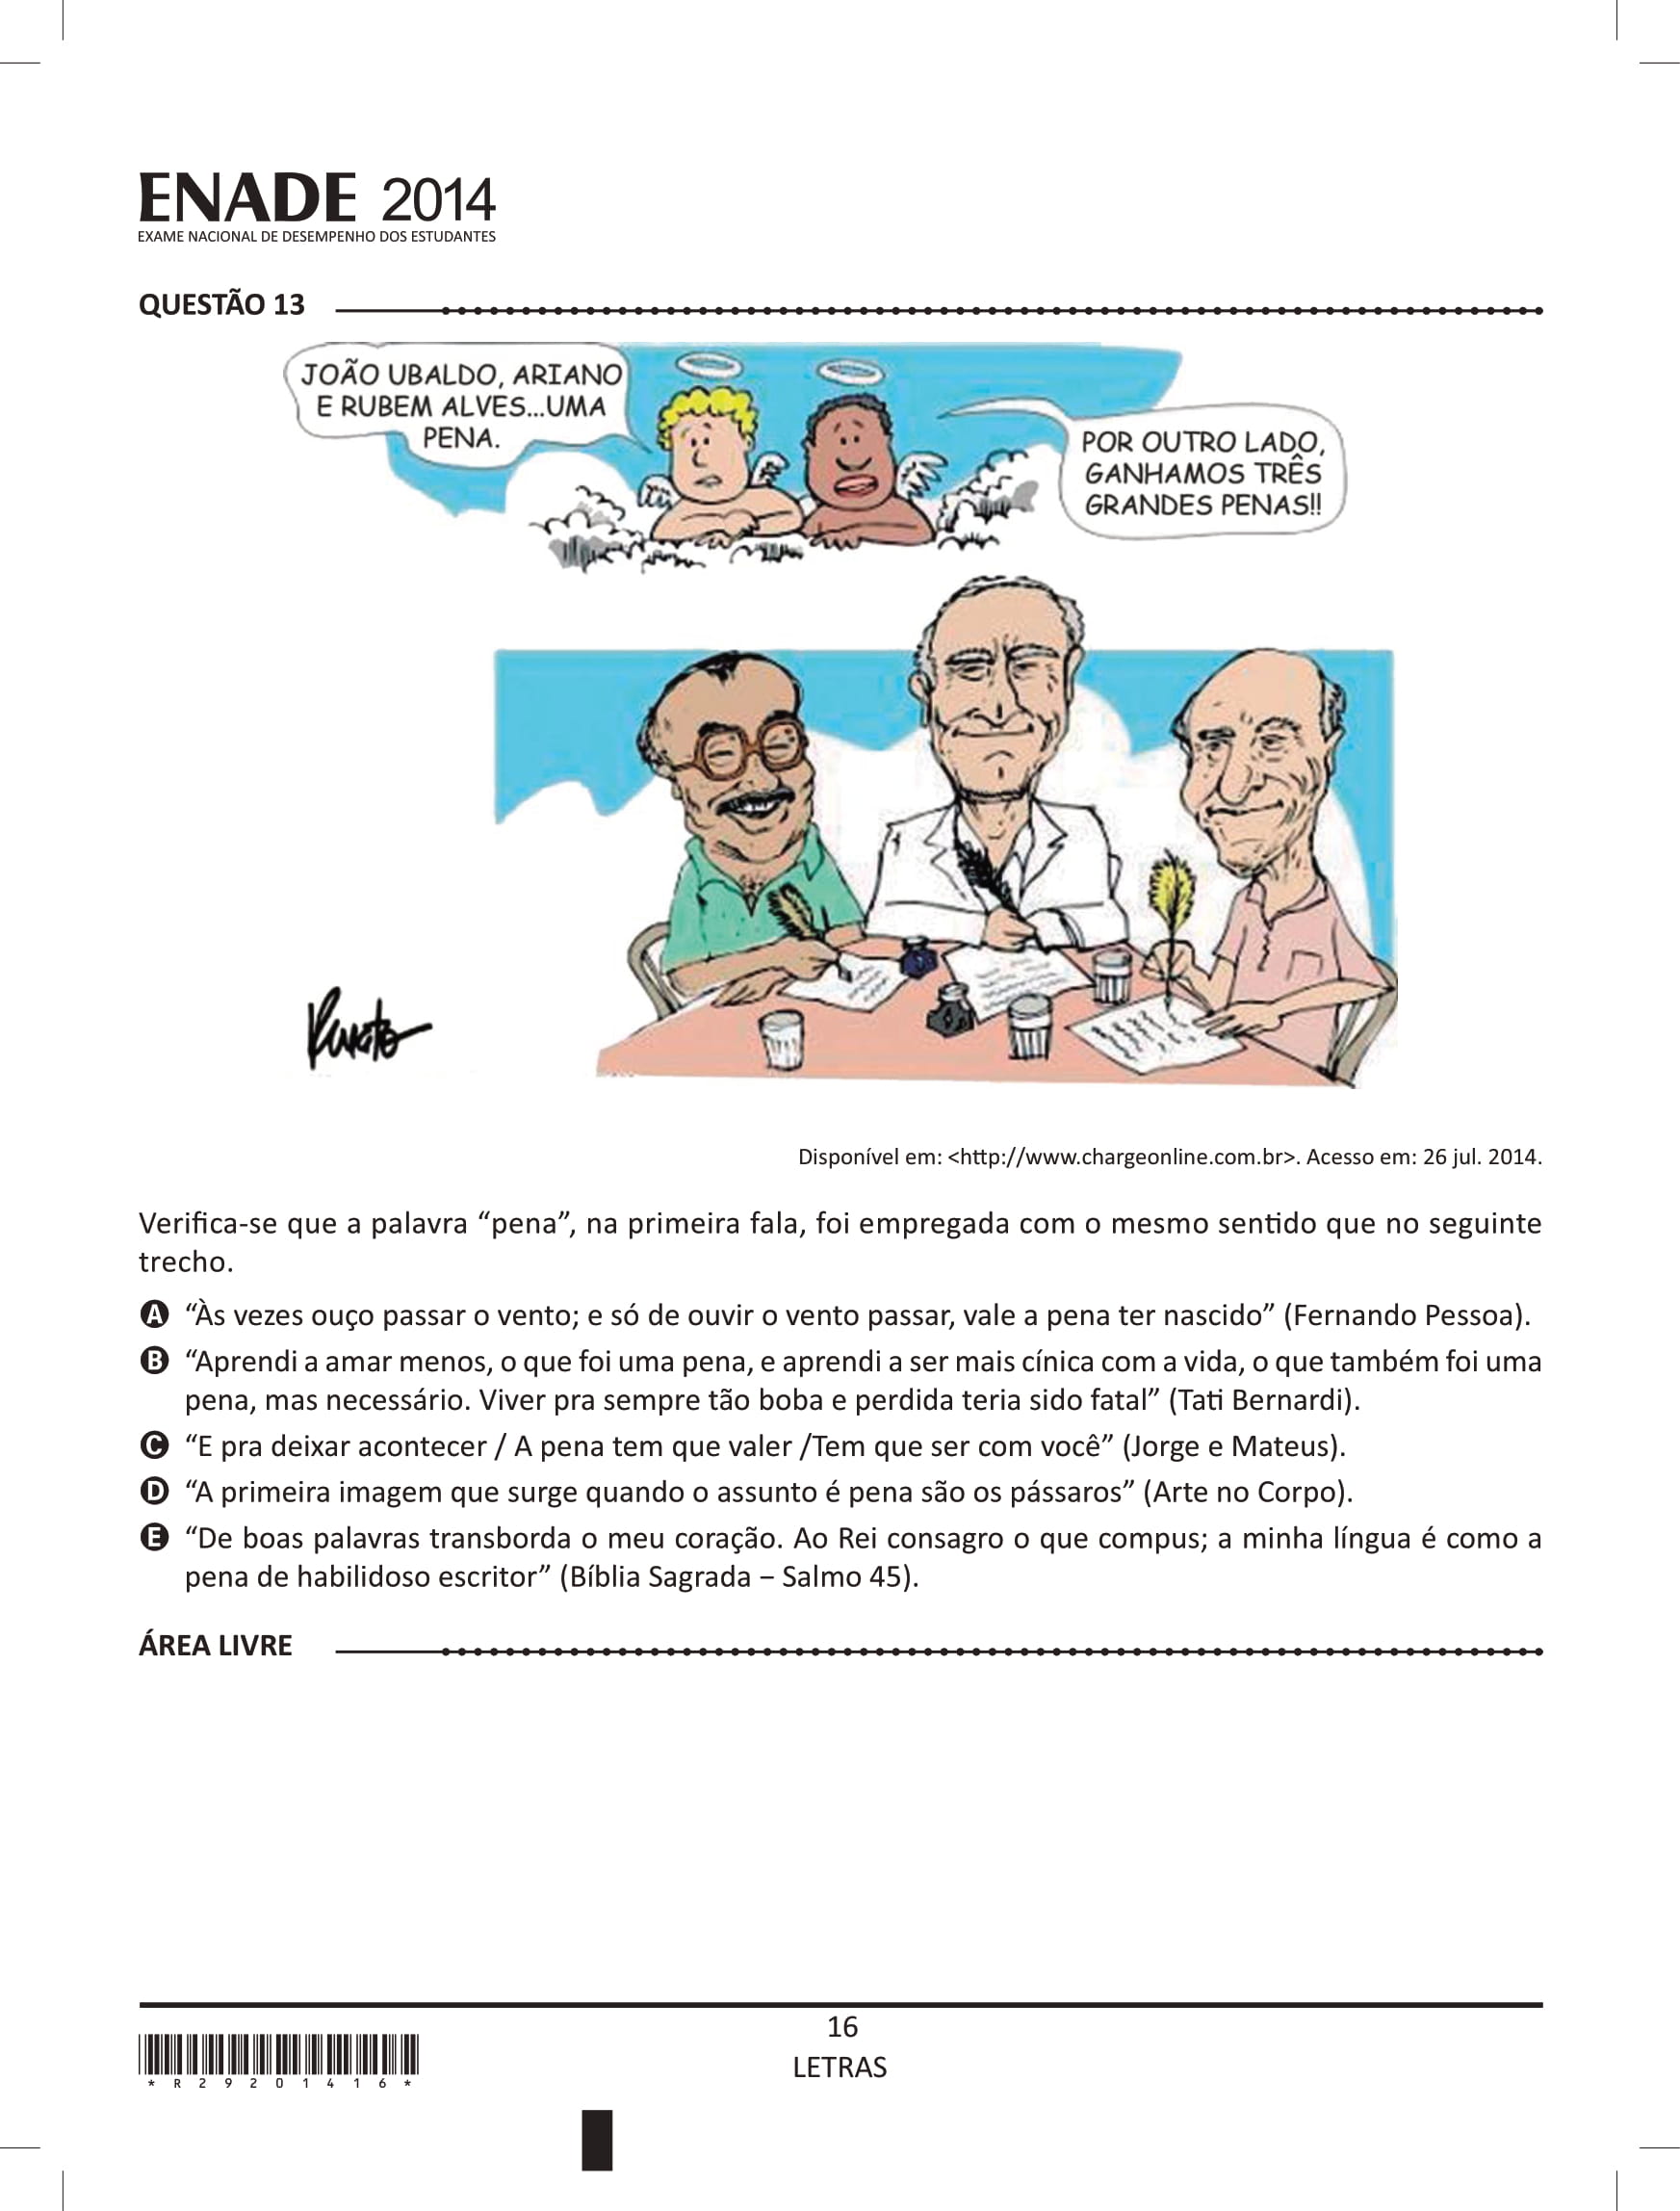 ENADE 2014
EXAME NACIONAL DE DESEMPENHO DOS ESTUDANTES
QUESTÃO 13
JOÃO UBALDO, ARIANO
E RUBEM ALVES...UMA
PENA.
POR OUTRO LADO,
GANHAMOS TRÊS
GRANDES PENAS!!
Disponível em: <http://www.chargeonline.com.br>. Acesso em: 26 jul. 2014.
Verifica-se que a palavra “pena”, na primeira fala, foi empregada com o mesmo sentido que no seguinte
trecho.
A “Às vezes ouço passar o vento; e só de ouvir o vento passar, vale a pena ter nascido” (Fernando Pessoa).
B “Aprendi a amar menos, o que foi uma pena, e aprendi a ser mais cínica com a vida, o que também foi uma
pena, mas necessário. Viver pra sempre tão boba e perdida teria sido fatal” (Tati Bernardi).
C “E pra deixar acontecer / A pena tem que valer /Tem que ser com você” (Jorge e Mateus).
D “A primeira imagem que surge quando o assunto é pena são os pássaros” (Arte no Corpo).
E “De boas palavras transborda o meu coração. Ao Rei consagro o que compus; a minha língua é como a
pena de habilidoso escritor” (Bíblia Sagrada – Salmo 45).
ÁREA LIVRE
16
LETRAS
*R29201416*